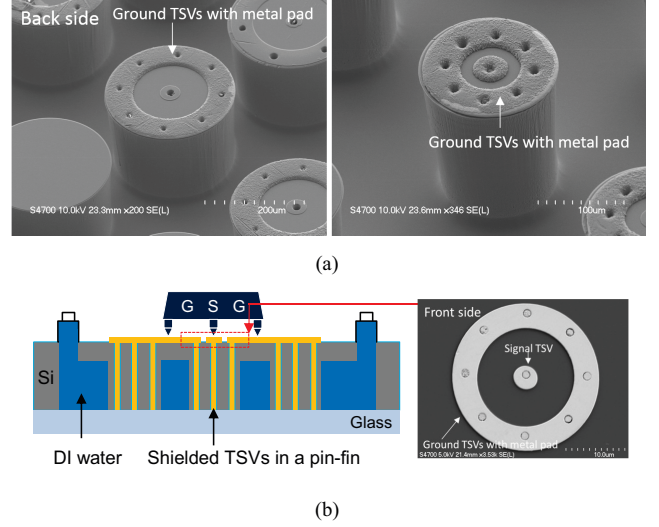 Back side
Ground TSVs with metal pad
S4700 10.0kV 23.3mm x200 SE(L)
200um
Ground TSVs with metal pad
S4700 10.0kV 23.6mm x346 SE(L)
100um
(a)
G S G
Si
Glass
DI water
Shielded TSVs in a pin-fin
Front side
Signal TSV
Ground TSVs with metal pad
S4700 5.0kV 21.4mm x3.53k SE(L)
10.0um
(b)